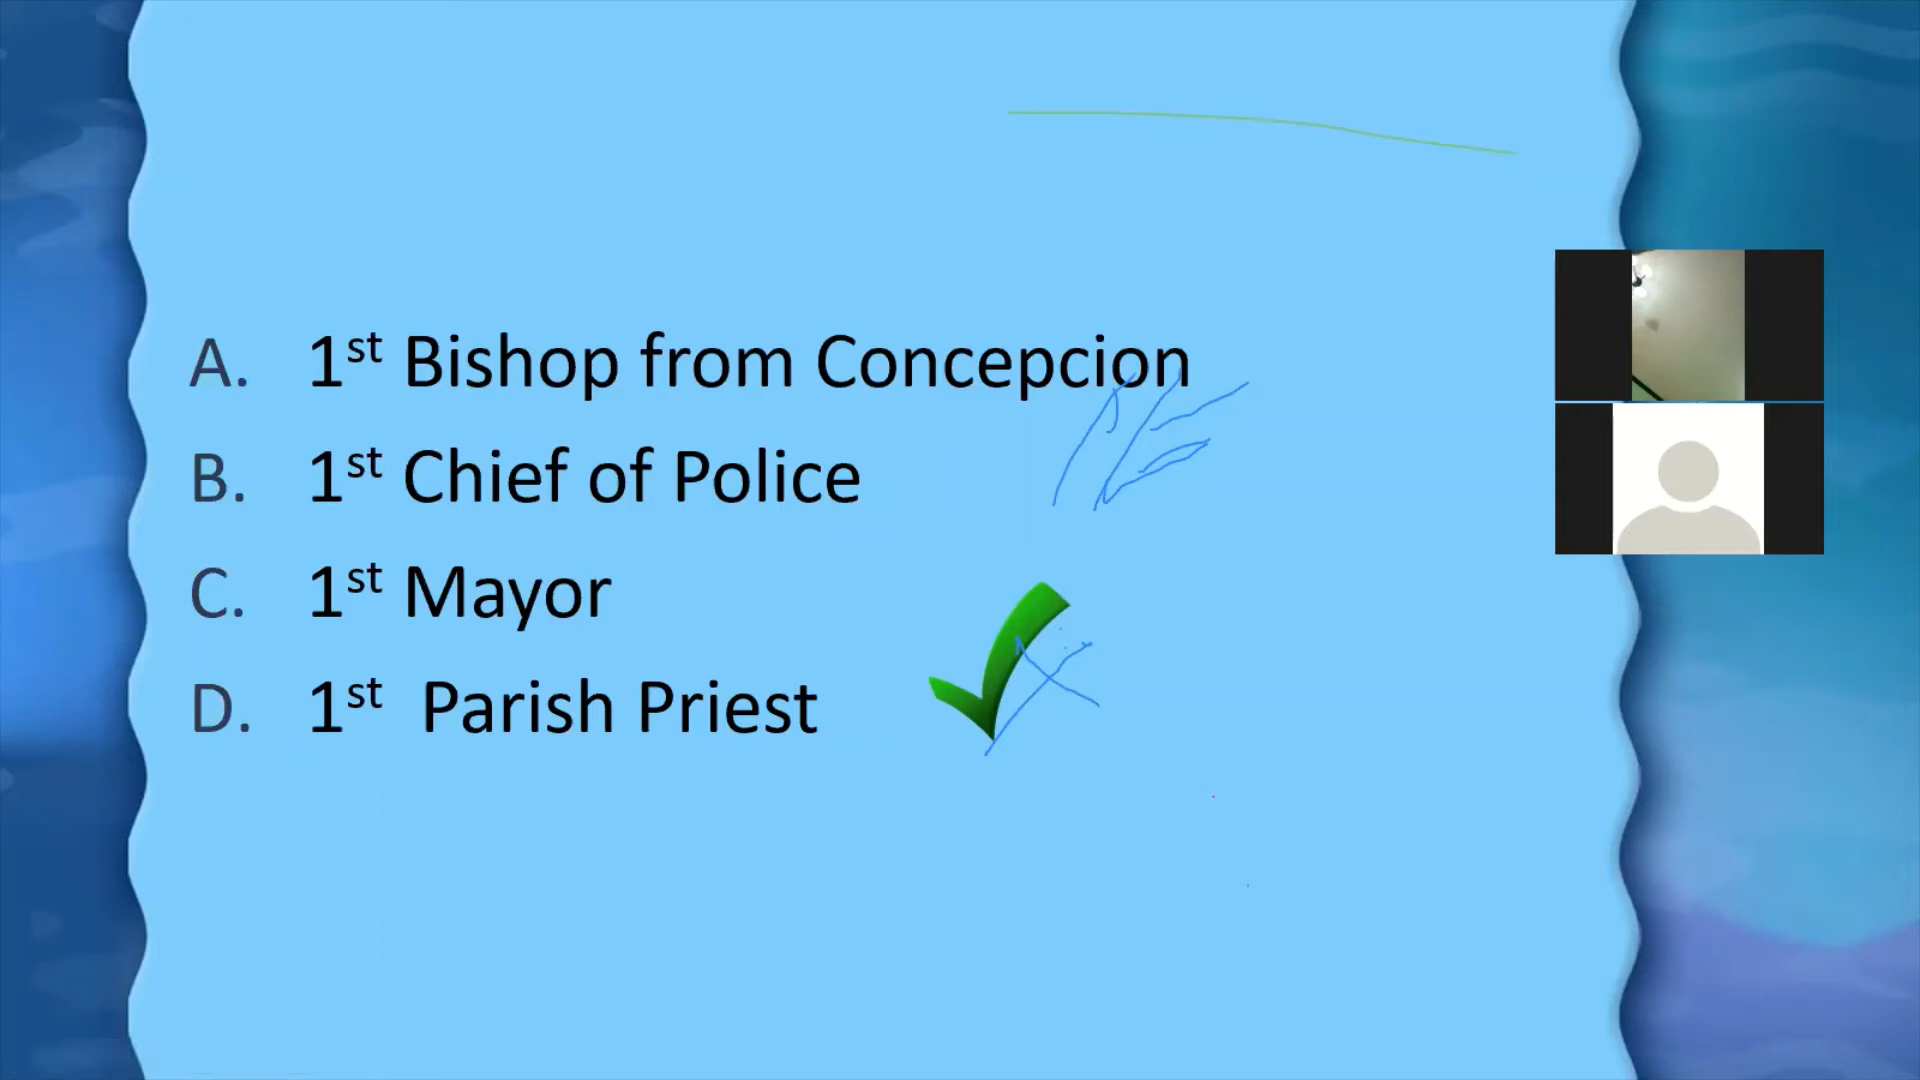 A. 1st Bishop from Concepcion
B. 1st Chief of Police
C. 1st Mayor
D. 1st Parish Priest